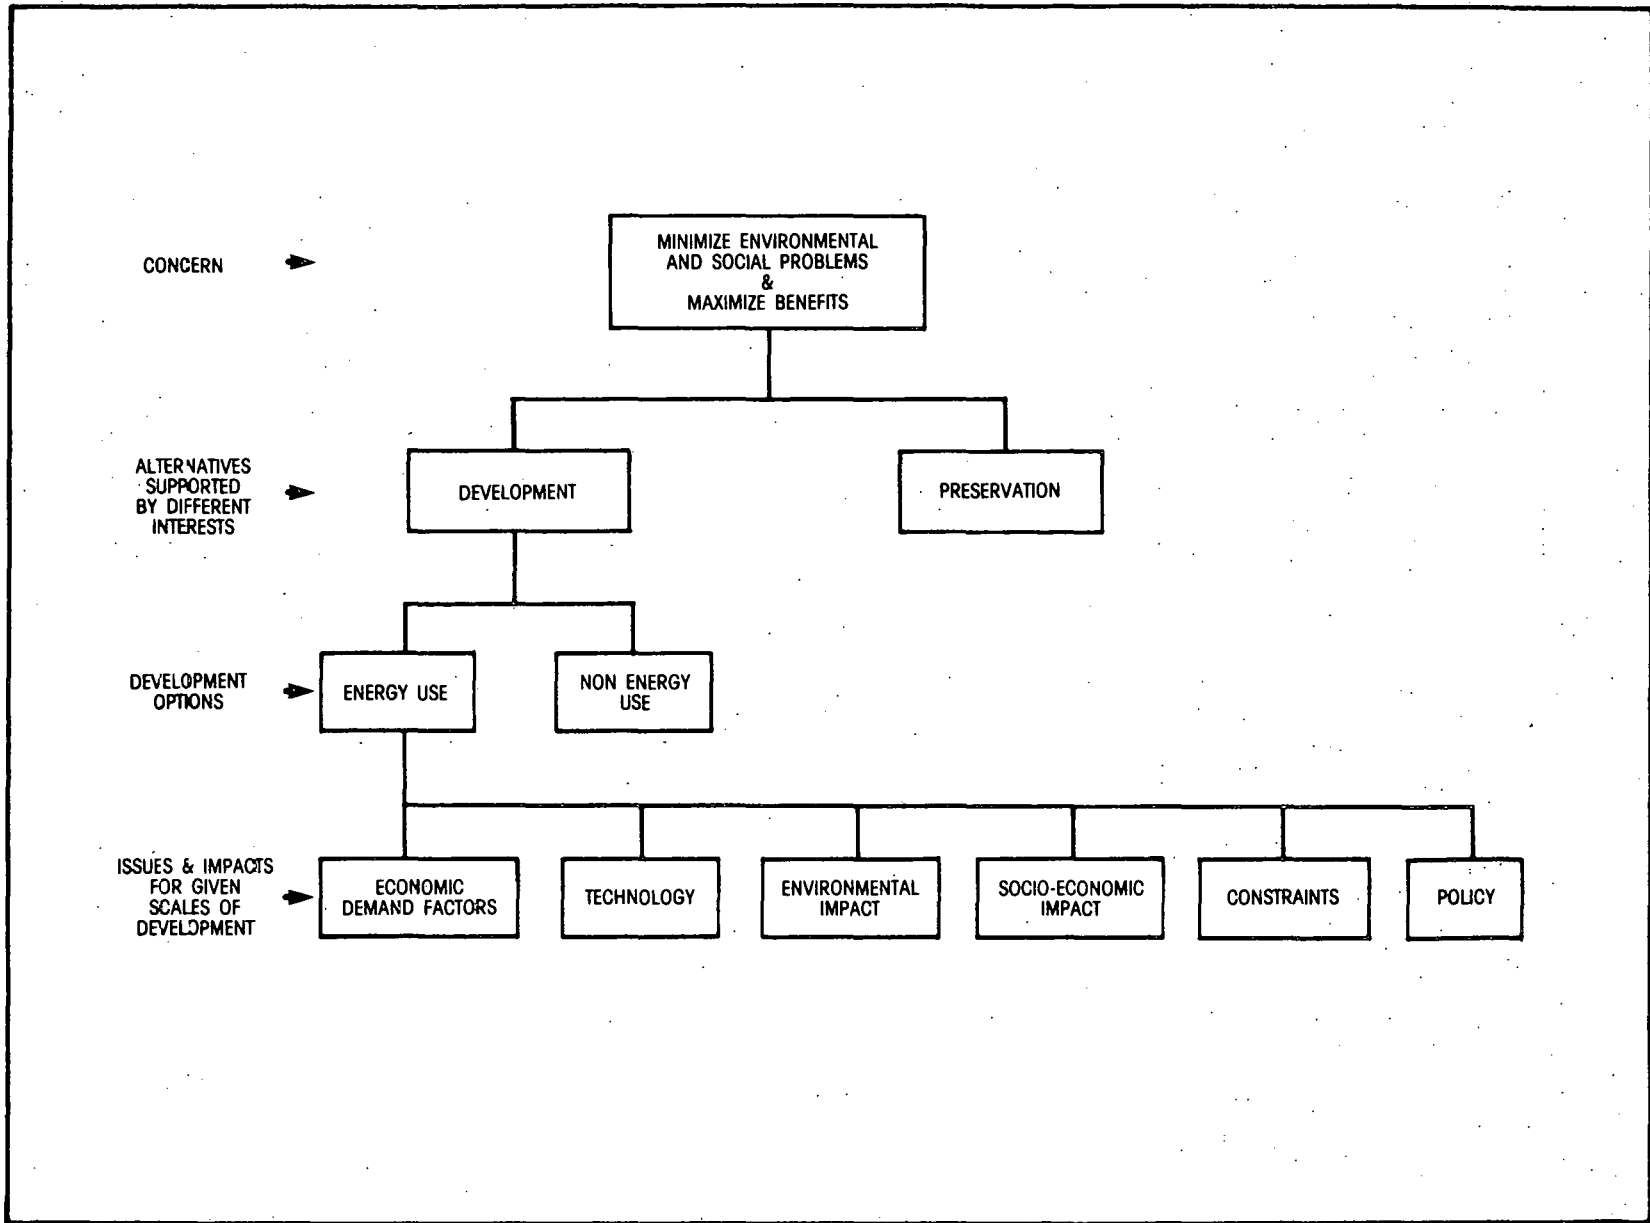 CONCERN
MINIMIZE ENVIRONMENTAL
AND SOCIAL PROBLEMS
&
MAXIMIZE BENEFITS
ALTERNATIVES
SUPPORTED
BY DIFFERENT
INTERESTS
DEVELOPMENT
PRESERVATION
DEVELOPMENT
OPTIONS
ENERGY USE
NON ENERGY
USE
ISSUES & IMPACTS
FOR GIVEN
SCALES OF
DEVELOPMENT
ECONOMIC
DEMAND FACTORS
TECHNOLOGY
ENVIRONMENTAL
IMPACT
SOCIO-ECONOMIC
IMPACT
CONSTRAINTS
POLICY